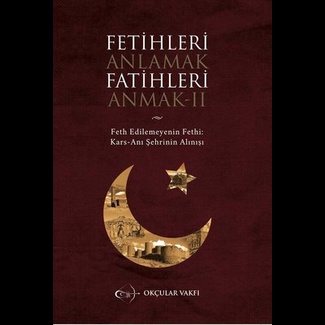 FETİHLERİ
ANLAMAK
FATİHLERİ
ANMAK-II
Feth Edilemeyenin Fethi:
Kars-Anı Şehrinin Alınışı
OKÇULAR VAKFI